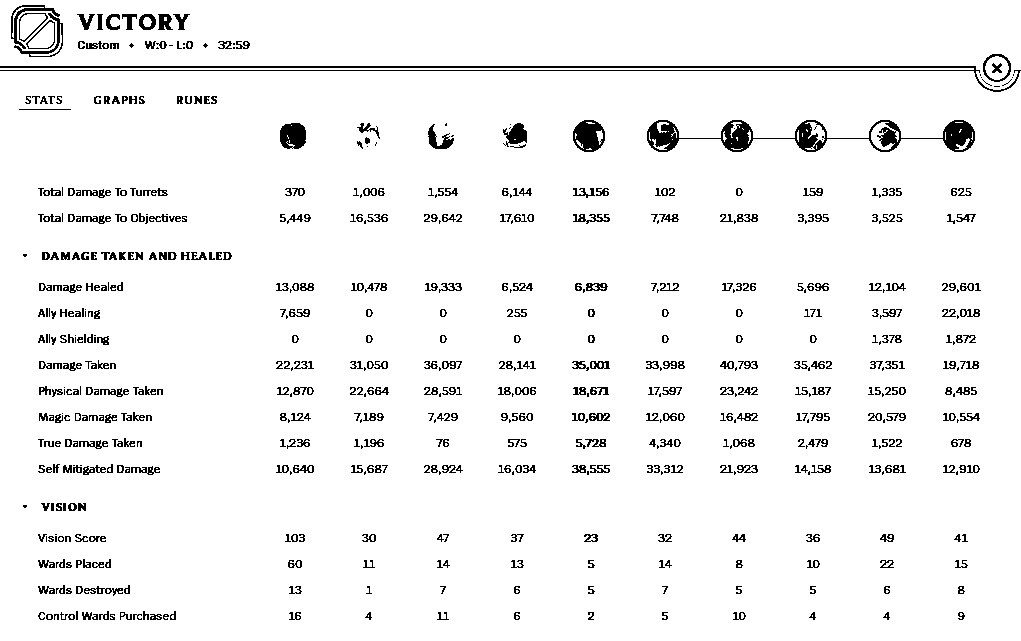 VICTORY
Custom • W:0 - L:0 • 32:59
STATS GRAPHS RUNES
Total Damage To Turrets 370 1,006 1,554 6,144 13,156 102 0 159 1,335 625
Total Damage To Objectives 5,449 16,536 29,642 17,610 18,355 7,748 21,838 3,395 3,525 1,547
DAMAGE TAKEN AND HEALED
Damage Healed 13,088 10,478 19,333 6,524 6,839 7,212 17,326 5,696 12,104 29,601
Ally Healing 7,659 0 0 255 0 0 0 171 3,597 22,018
Ally Shielding 0 0 0 0 0 0 0 0 1,378 1,872
Damage Taken 22,231 31,050 36,097 28,141 35,001 33,998 40,793 35,462 37,351 19,718
Physical Damage Taken 12,870 22,664 28,591 18,006 18,671 17,597 23,242 15,187 15,250 8,485
Magic Damage Taken 8,124 7,189 7,429 9,560 10,602 12,060 16,482 17,795 20,579 10,554
True Damage Taken 1,236 1,196 76 575 5,728 4,340 1,068 2,479 1,522 678
Self Mitigated Damage 10,640 15,687 28,924 16,034 38,555 33,312 21,923 14,158 13,681 12,910
VISION
Vision Score 103 30 47 37 23 32 44 36 49 41
Wards Placed 60 11 14 13 5 14 8 10 22 15
Wards Destroyed 13 1 7 6 5 7 5 5 6 8
Control Wards Purchased 16 4 11 6 2 5 10 4 4 9